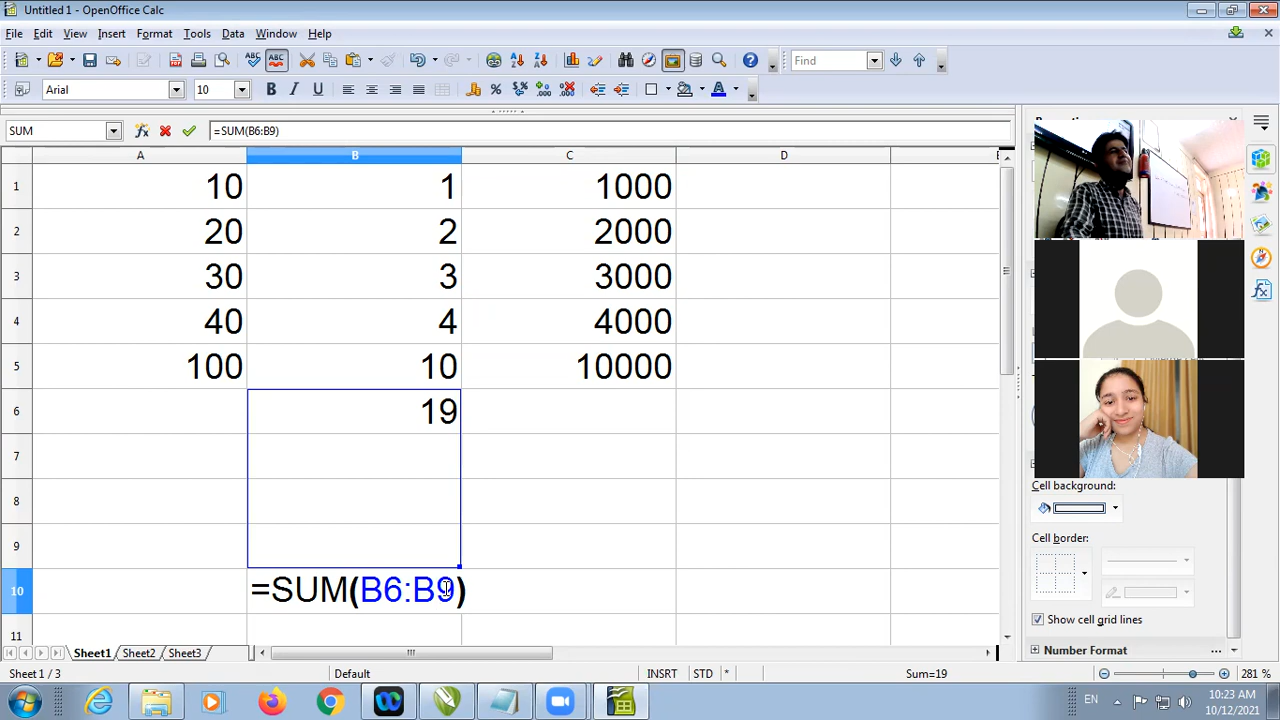 Untitled 1 - OpenOffice Calc
File Edit View Insert Format Tools Data Window Help
Find
Arial 10
SUM =SUM(B6:B9)
A B C D
1 10 1 1000
2 20 2 2000
3 30 3 3000
4 40 4 4000
5 100 10 10000
6 19
7
8
9
10 =SUM(B6:B9)
11
Cell background:
Cell border:
Show cell grid lines
Number Format
Sheet1 Sheet2 Sheet3
Sheet 1 / 3 Default INSRT STD * Sum=19 281 %
EN 10:23 AM
10/12/2021